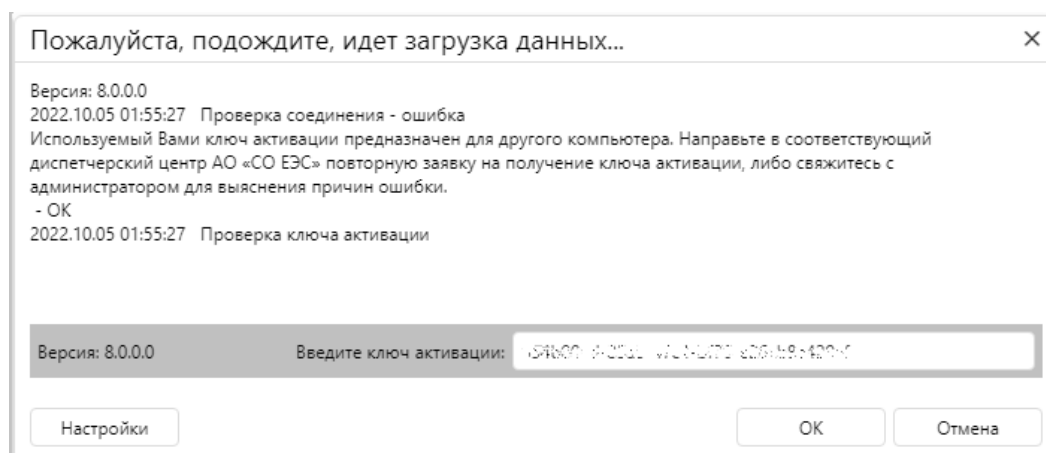 Пожалуйста, подождите, идет загрузка данных...
Версия: 8.0.0.0
2022.10.05 01:55:27 Проверка соединения - ошибка
Используемый Вами ключ активации предназначен для другого компьютера. Направьте в соответствующий
диспетчерский центр АО «СО ЕЭС» повторную заявку на получение ключа активации, либо свяжитесь с
администратором для выяснения причин ошибки.
- ОК
2022.10.05 01:55:27 Проверка ключа активации
Версия: 8.0.0.0 Введите ключ активации:
Настройки ОК Отмена